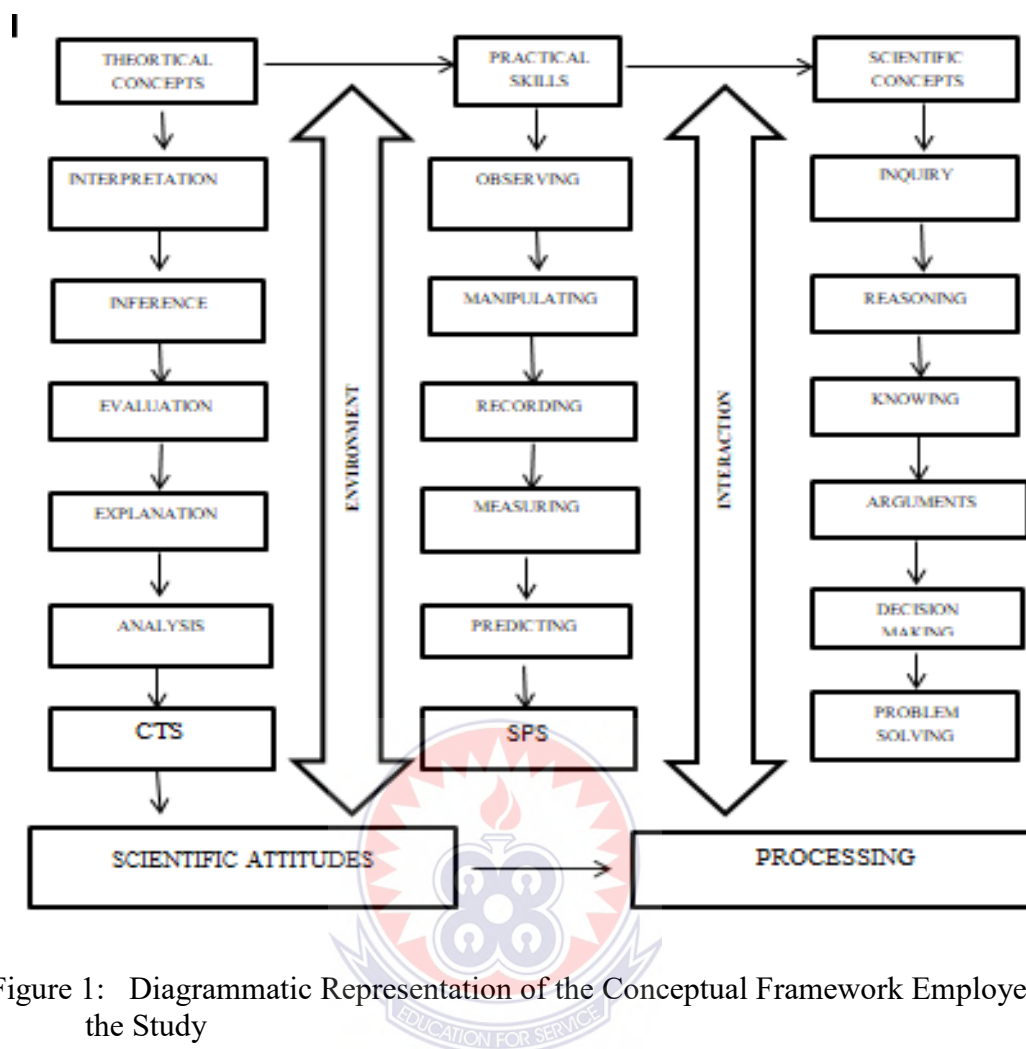 THEORTICAL
CONCEPTS
PRACTICAL
SKILLS
SCIENTIFIC
CONCEPTS
INTERPRETATION
OBSERVING
INQUIRY
INFERENCE
MANIPULATING
REASONING
EVALUATION
RECORDING
KNOWING
ENVIRONMENT
INTERACTION
EXPLANATION
MEASURING
ARGUMENTS
ANALYSIS
PREDICTING
DECISION
MAKING
CTS
SPS
PROBLEM
SOLVING
SCIENTIFIC ATTITUDES
PROCESSING
Figure 1: Diagrammatic Representation of the Conceptual Framework Employe
the Study
EDUCATION FOR SERVICE